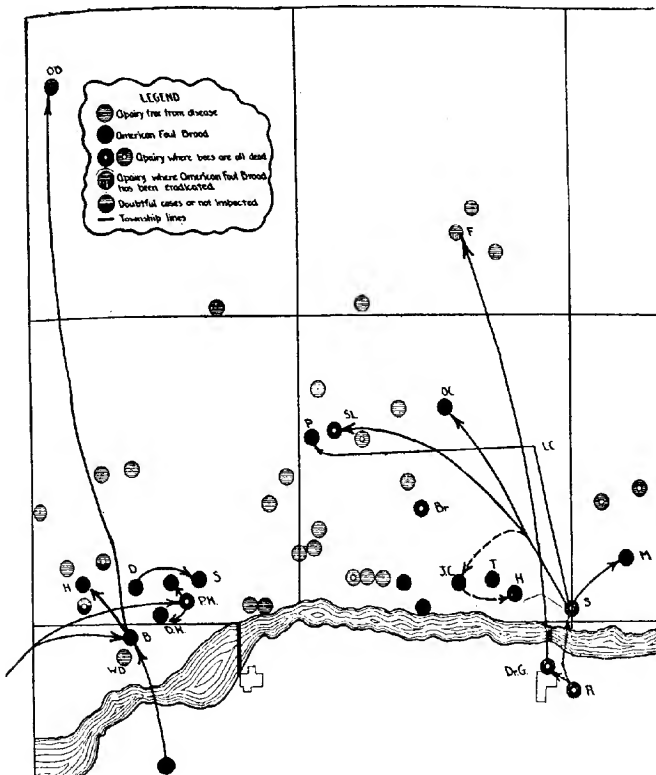 OD
LEGEND
Apiary free from disease
American Foul Brood
Apiary where bees are all dead
Apiary where American Foul Brood
has been eradicated.
Doubtful cases or not inspected
Township lines
F
OC
SL
P
LC
Br
M
D
S
H
J.C.
T
H
P.H.
D.H.
S
B
WD
Dr.G.
A